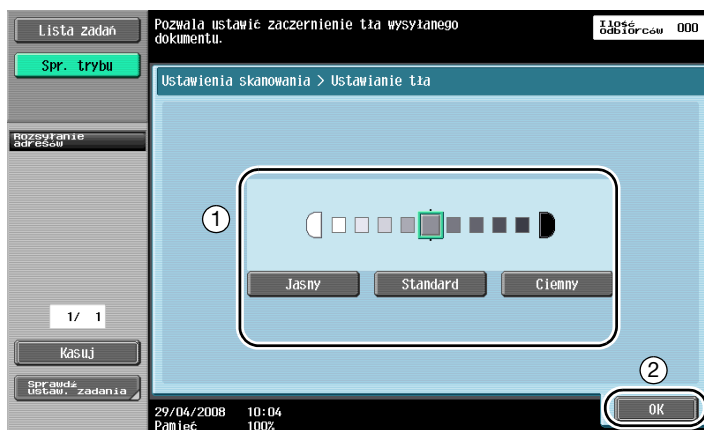 Lista zadań
Pozwala ustawić zaczernienie tła wysyłanego
dokumentu.
Ilość
odbiorców 000
Spr. trybu
Ustawienia skanowania > Ustawianie tła
Rozsyłanie
adresów
1
Jasny Standard Ciemny
1/ 1
Kasuj
Sprawdź
ustaw. zadania
2
OK
29/04/2008 10:04
Pamięć 100%